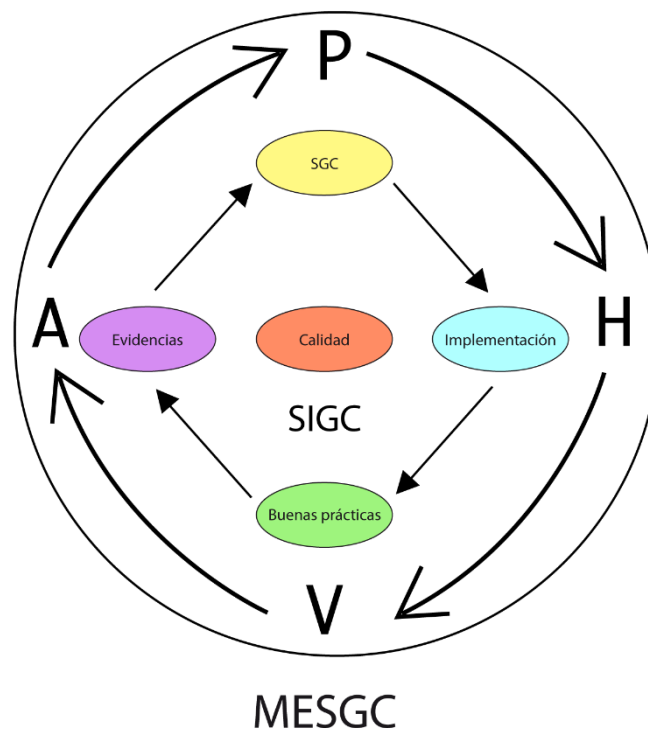 P
SGC
A
Evidencias
Calidad
Implementación
H
SIGC
Buenas prácticas
V
MESGC